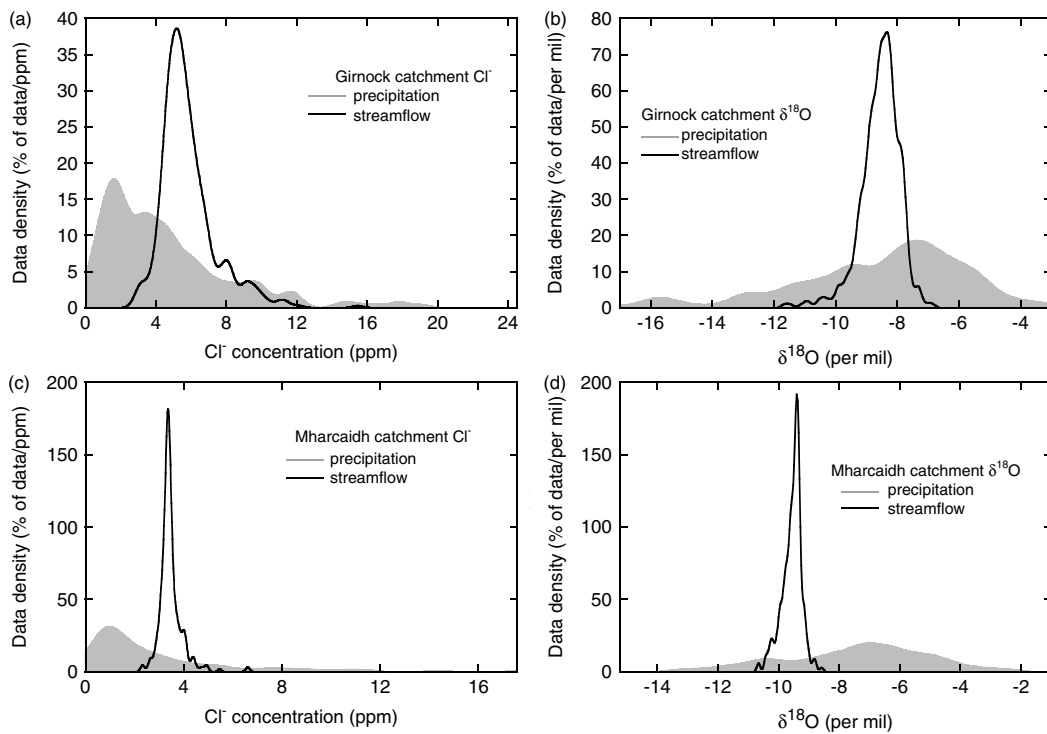 (a)
Data density (% of data/ppm)
40
35
30
25
20
15
10
5
0
Girnock catchment Cl⁻
precipitation
streamflow
0 4 8 12 16 20 24
Cl⁻ concentration (ppm)
(b)
Data density (% of data/per mil)
80
70
60
50
40
30
20
10
0
Girnock catchment δ¹⁸O
precipitation
streamflow
-16 -14 -12 -10 -8 -6 -4
δ¹⁸O (per mil)
(c)
Data density (% of data/ppm)
200
150
100
50
0
Mharcaidh catchment Cl⁻
precipitation
streamflow
0 4 8 12 16
Cl⁻ concentration (ppm)
(d)
Data density (% of data/per mil)
200
150
100
50
0
Mharcaidh catchment δ¹⁸O
precipitation
streamflow
-14 -12 -10 -8 -6 -4 -2
δ¹⁸O (per mil)